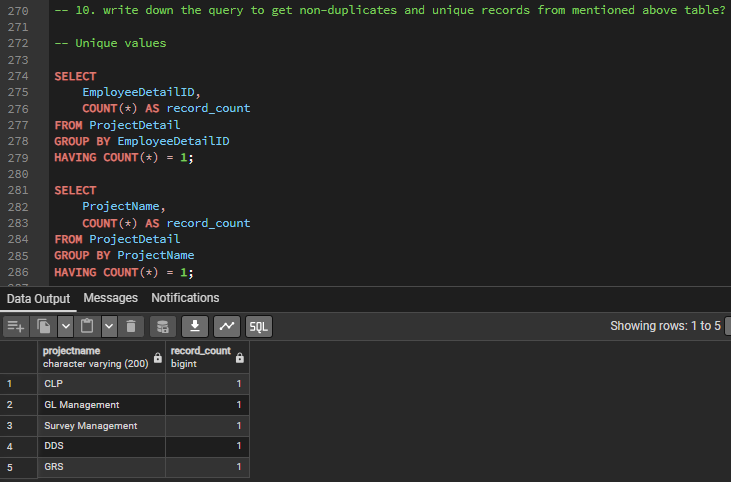 270 -- 10. write down the query to get non-duplicates and unique records from mentioned above table?
271
272 -- Unique values
273
274 SELECT
275 EmployeeDetailID,
276 COUNT(*) AS record_count
277 FROM ProjectDetail
278 GROUP BY EmployeeDetailID
279 HAVING COUNT(*) = 1;
280
281 SELECT
282 ProjectName,
283 COUNT(*) AS record_count
284 FROM ProjectDetail
285 GROUP BY ProjectName
286 HAVING COUNT(*) = 1;
Data Output Messages Notifications
SQL Showing rows: 1 to 5
projectname record_count
character varying (200) bigint
1 CLP 1
2 GL Management 1
3 Survey Management 1
4 DDS 1
5 GRS 1